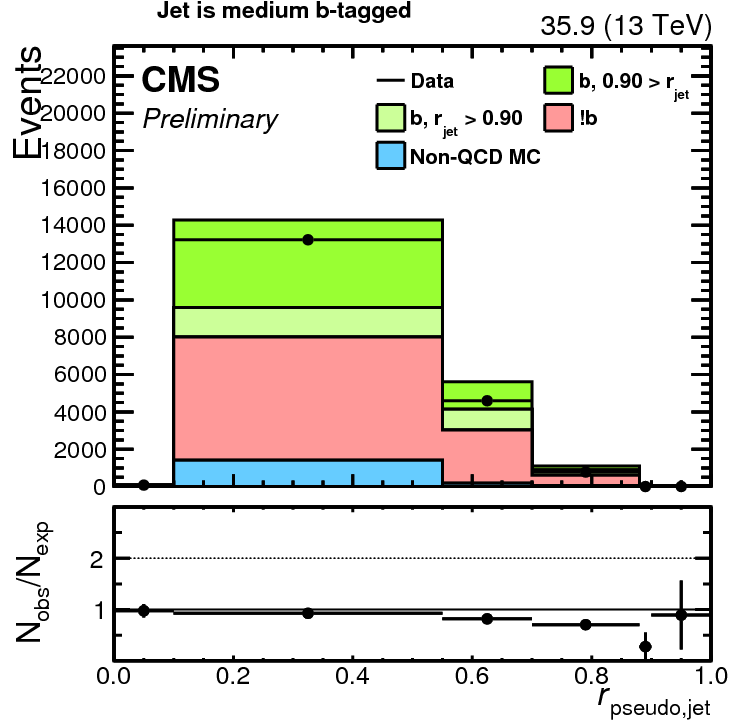 Jet is medium b-tagged
35.9 (13 TeV)
CMS
Preliminary
Data
b, 0.90 > r_jet
b, r_jet > 0.90
!b
Non-QCD MC
Events
22000
20000
18000
16000
14000
12000
10000
8000
6000
4000
2000
0
N_obs/N_exp
2
1
0.0 0.2 0.4 0.6 0.8 1.0
r_pseudo,jet